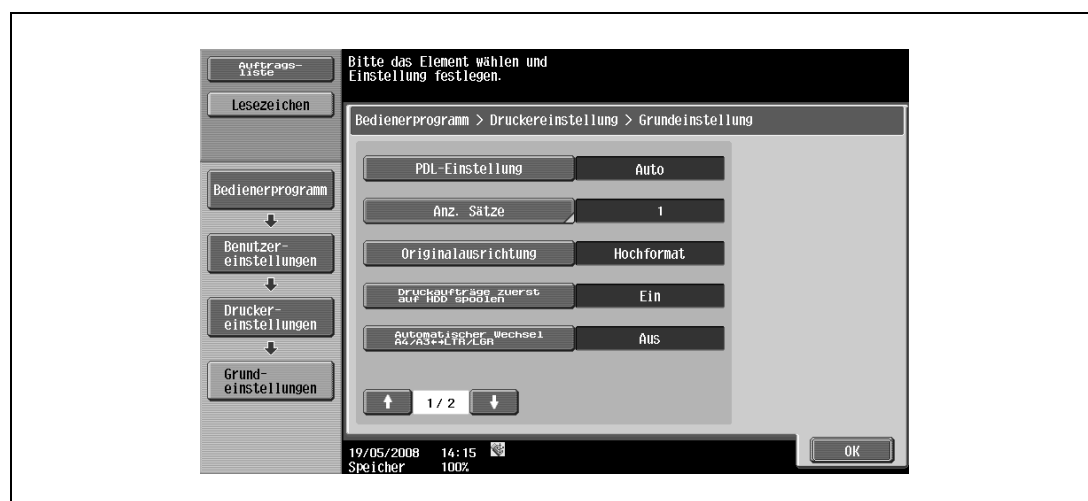 Auftrags-
liste
Lesezeichen
Bitte das Element wählen und
Einstellung festlegen.
Bedienerprogramm > Druckereinstellung > Grundeinstellung
Bedienerprogramm
Benutzer-
einstellungen
Drucker-
einstellungen
Grund-
einstellungen
PDL-Einstellung Auto
Anz. Sätze 1
Originalausrichtung Hochformat
Druckaufträge zuerst
auf HDD spoolen Ein
Automatischer Wechsel
A4/A3↔LTR/LGR Aus
1/2
19/05/2008 14:15
Speicher 100%
OK